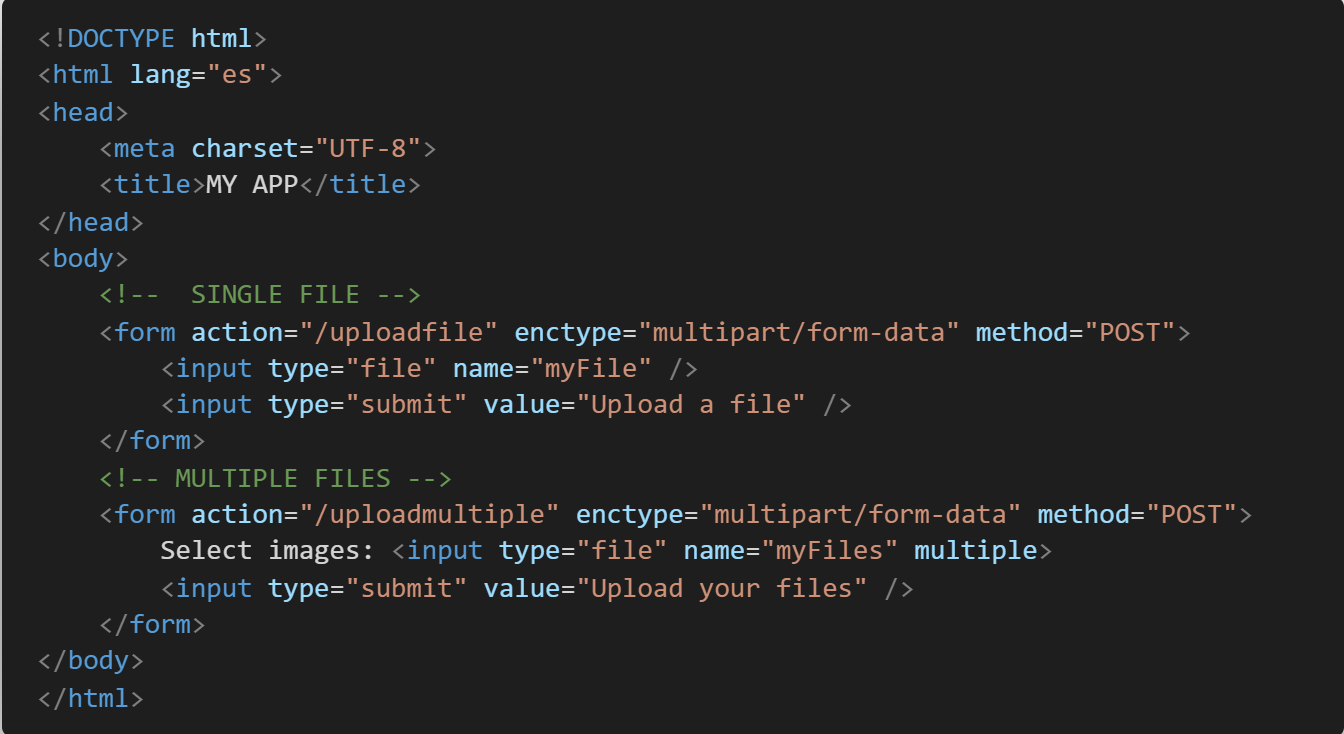 <!DOCTYPE html>
<html lang="es">
<head>
    <meta charset="UTF-8">
    <title>MY APP</title>
</head>
<body>
    <!--  SINGLE FILE -->
    <form action="/uploadfile" enctype="multipart/form-data" method="POST">
        <input type="file" name="myFile" />
        <input type="submit" value="Upload a file" />
    </form>
    <!-- MULTIPLE FILES -->
    <form action="/uploadmultiple" enctype="multipart/form-data" method="POST">
        Select images: <input type="file" name="myFiles" multiple>
        <input type="submit" value="Upload your files" />
    </form>
</body>
</html>